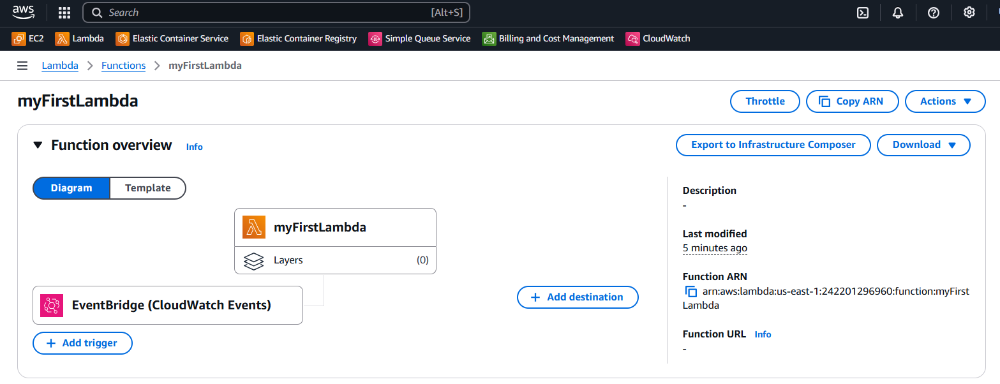 aws
Search [Alt+S]
EC2 Lambda Elastic Container Service Elastic Container Registry Simple Queue Service Billing and Cost Management CloudWatch
Lambda Functions myFirstLambda
myFirstLambda
Throttle Copy ARN Actions
Function overview Info
Export to Infrastructure Composer Download
Diagram Template
myFirstLambda
Layers (0)
EventBridge (CloudWatch Events)
+ Add trigger
+ Add destination
Description
-
Last modified
5 minutes ago
Function ARN
arn:aws:lambda:us-east-1:242201296960:function:myFirst
Lambda
Function URL Info
-